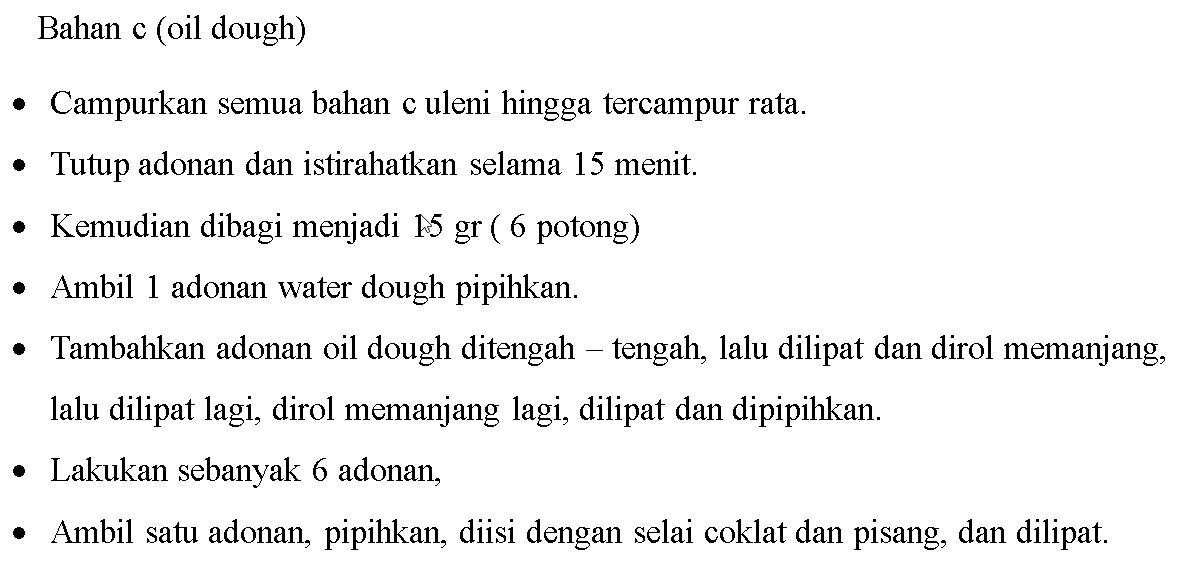 Bahan c (oil dough)
• Campurkan semua bahan c uleni hingga tercampur rata.
• Tutup adonan dan istirahatkan selama 15 menit.
• Kemudian dibagi menjadi 15 gr ( 6 potong)
• Ambil 1 adonan water dough pipihkan.
• Tambahkan adonan oil dough ditengah – tengah, lalu dilipat dan dirol memanjang,
lalu dilipat lagi, dirol memanjang lagi, dilipat dan dipipihkan.
• Lakukan sebanyak 6 adonan,
• Ambil satu adonan, pipihkan, diisi dengan selai coklat dan pisang, dan dilipat.